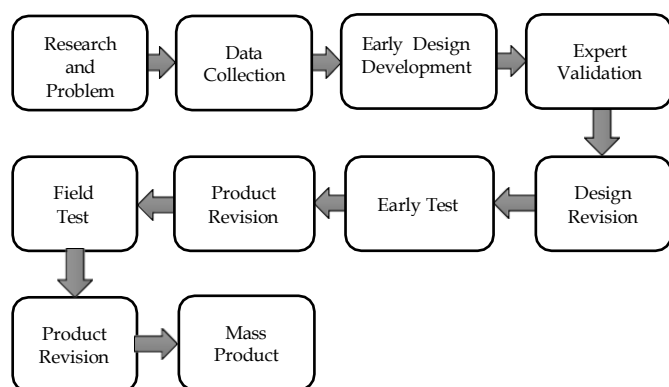 Research
and
Problem
Data
Collection
Early Design
Development
Expert
Validation
Design
Revision
Early Test
Product
Revision
Field
Test
Product
Revision
Mass
Product